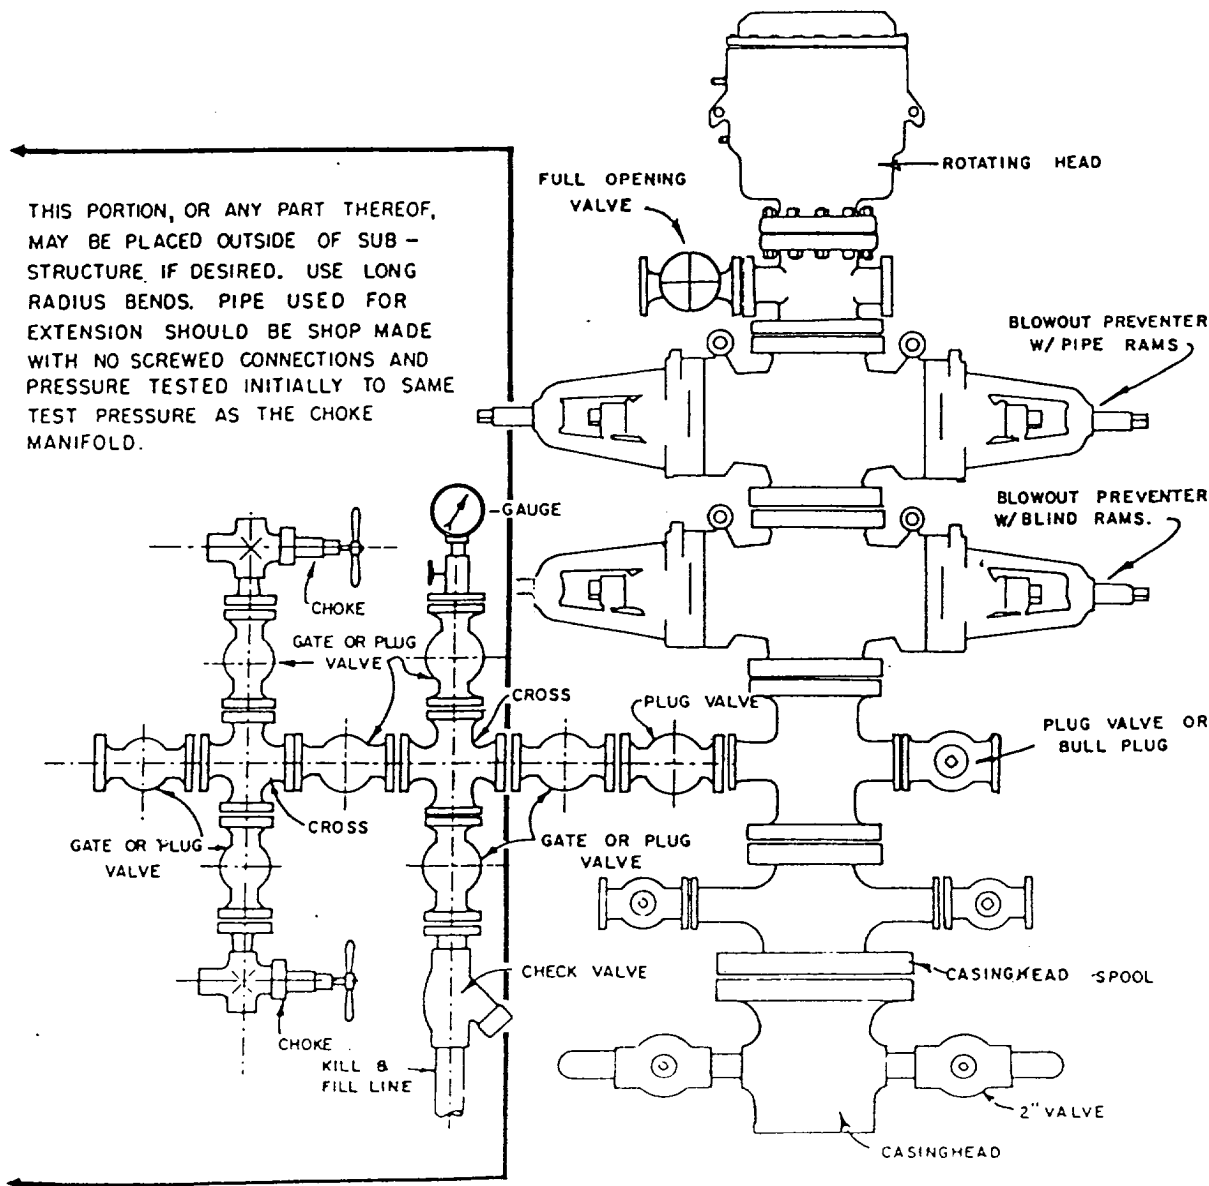 ROTATING HEAD
FULL OPENING
VALVE
THIS PORTION, OR ANY PART THEREOF,
MAY BE PLACED OUTSIDE OF SUB-
STRUCTURE IF DESIRED. USE LONG
RADIUS BENDS. PIPE USED FOR
EXTENSION SHOULD BE SHOP MADE
WITH NO SCREWED CONNECTIONS AND
PRESSURE TESTED INITIALLY TO SAME
TEST PRESSURE AS THE CHOKE
MANIFOLD.
BLOWOUT PREVENTER
W/ PIPE RAMS
BLOWOUT PREVENTER
W/BLIND RAMS.
GAUGE
CHOKE
GATE OR PLUG
VALVE
CROSS
PLUG VALVE
PLUG VALVE OR
BULL PLUG
CROSS
GATE OR PLUG
VALVE
GATE OR PLUG
VALVE
CHECK VALVE
CASINGHEAD SPOOL
CHOKE
KILL &
FILL LINE
2" VALVE
CASINGHEAD